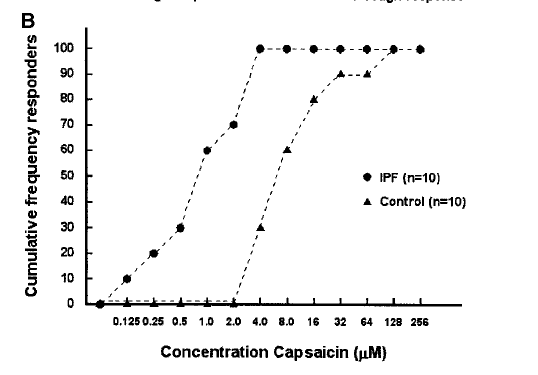 B
Cumulative frequency responders
100
90
80
70
60
50
40
30
20
10
0
IPF (n=10)
Control (n=10)
0.125 0.25 0.5 1.0 2.0 4.0 8.0 16 32 64 128 256
Concentration Capsaicin (μM)